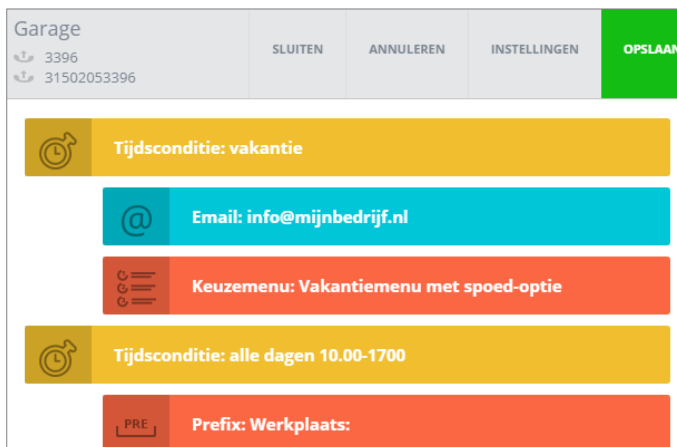 Garage
3396
31502053396
SLUITEN
ANNULEREN
INSTELLINGEN
OPSLAAN
Tijdsconditie: vakantie
@
Email: info@mijnbedrijf.nl
Keuzemenu: Vakantiemenu met spoed-optie
Tijdsconditie: alle dagen 10.00-1700
PRE
Prefix: Werkplaats: